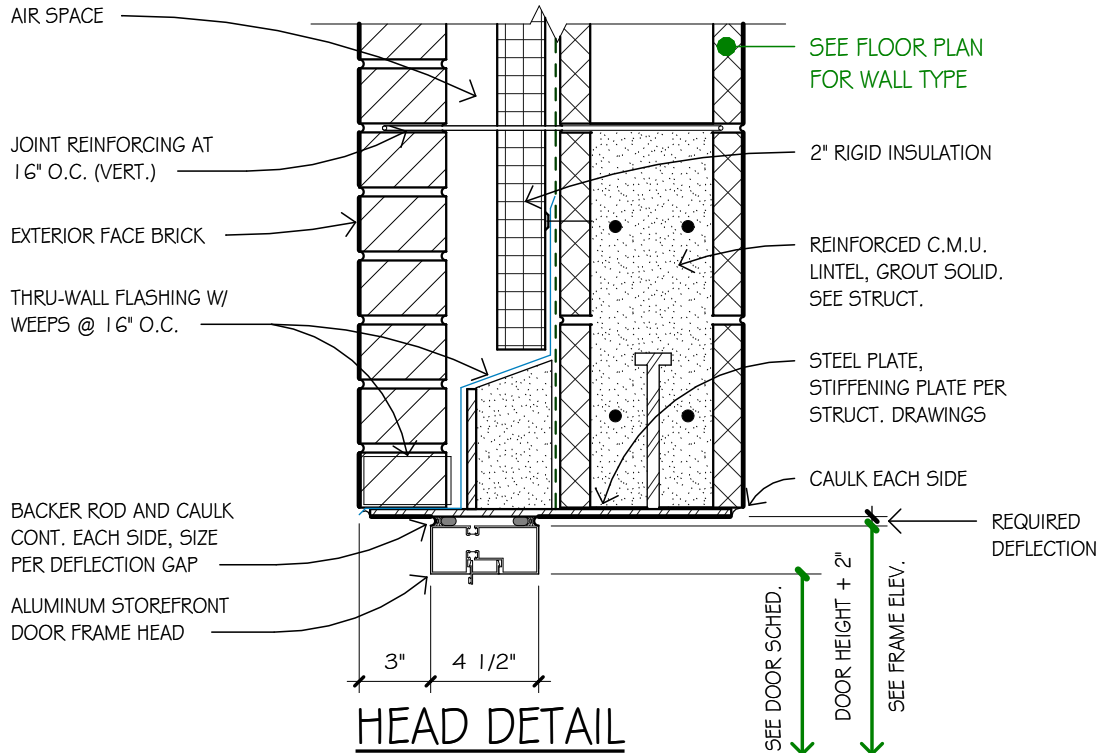 AIR SPACE
JOINT REINFORCING AT
16" O.C. (VERT.)
EXTERIOR FACE BRICK
THRU-WALL FLASHING W/
WEEPS @ 16" O.C.
BACKER ROD AND CAULK
CONT. EACH SIDE, SIZE
PER DEFLECTION GAP
ALUMINUM STOREFRONT
DOOR FRAME HEAD
SEE FLOOR PLAN
FOR WALL TYPE
2" RIGID INSULATION
REINFORCED C.M.U.
LINTEL, GROUT SOLID.
SEE STRUCT.
STEEL PLATE,
STIFFENING PLATE PER
STRUCT. DRAWINGS
CAULK EACH SIDE
REQUIRED
DEFLECTION
SEE DOOR SCHED.
DOOR HEIGHT + 2"
SEE FRAME ELEV.
3"
4 1/2"
HEAD DETAIL